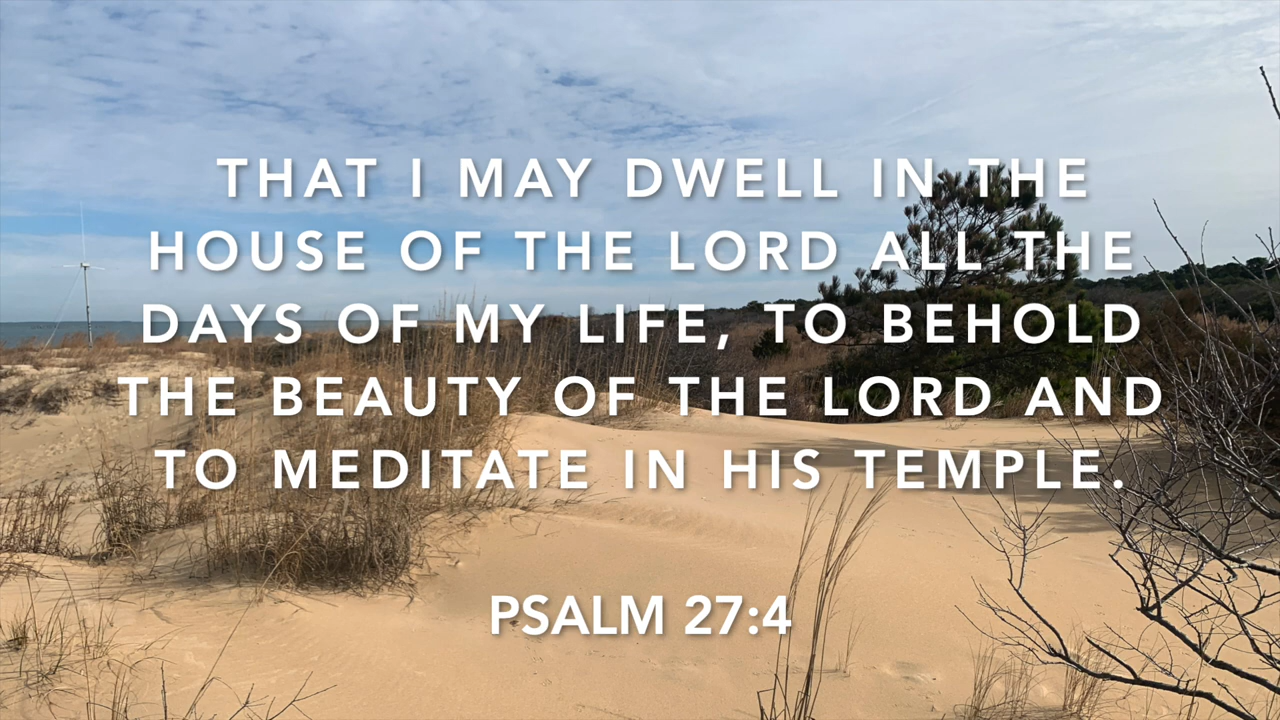 THAT I MAY DWELL IN THE
HOUSE OF THE LORD ALL THE
DAYS OF MY LIFE, TO BEHOLD
THE BEAUTY OF THE LORD AND
TO MEDITATE IN HIS TEMPLE.
PSALM 27:4